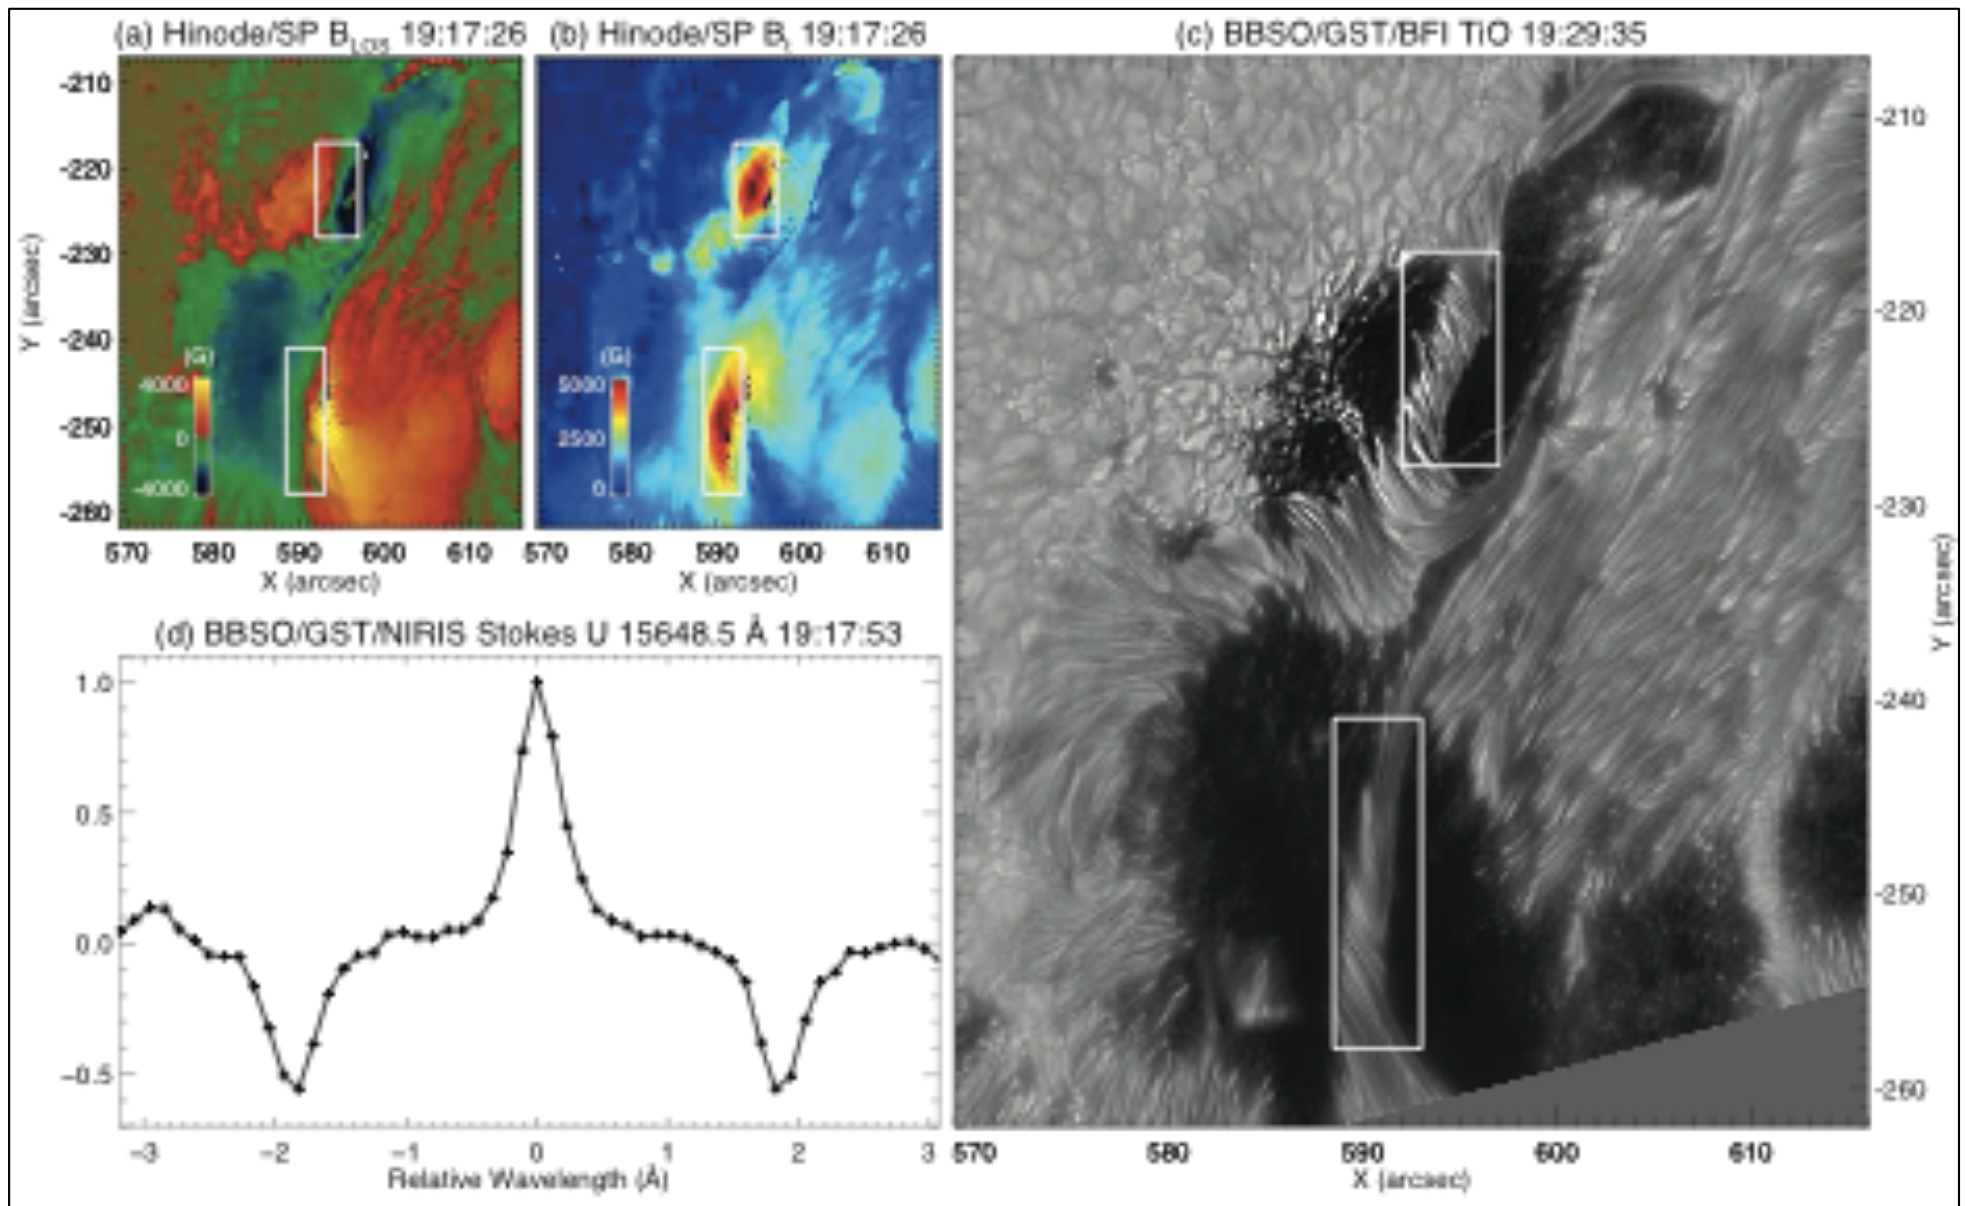 (a) Hinode/SP B_LOS 19:17:26
(b) Hinode/SP B_t 19:17:26
(c) BBSO/GST/BFI TiO 19:29:35
-210
-220
-230
-240
-250
-260
Y (arcsec)
(G)
4000
0
-4000
570 580 590 600 610
X (arcsec)
(G)
5000
2500
0
570 580 590 600 610
X (arcsec)
-210
-220
-230
-240
-250
-260
Y (arcsec)
570 580 590 600 610
X (arcsec)
(d) BBSO/GST/NIRIS Stokes U 15648.5 Å 19:17:53
1.0
0.5
0.0
-0.5
-3 -2 -1 0 1 2 3
Relative Wavelength (Å)